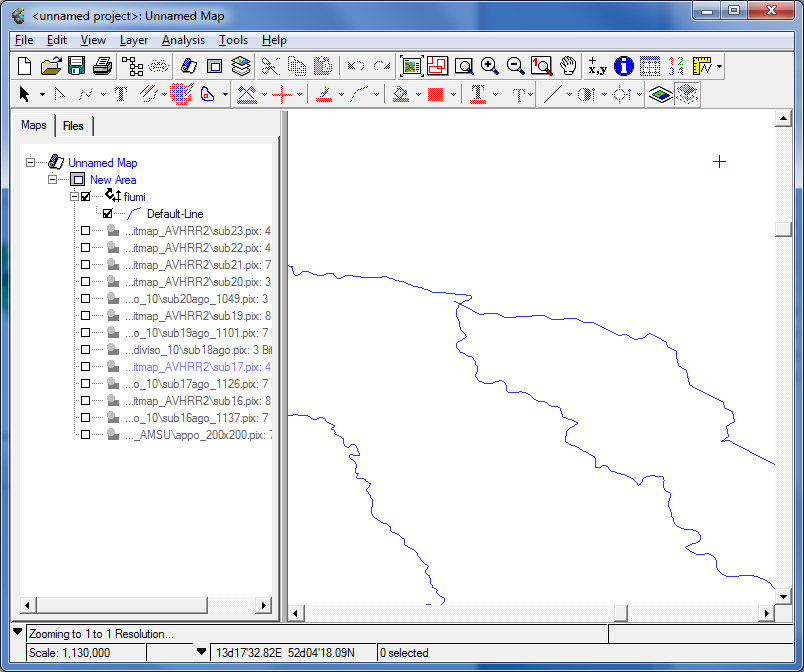 <unnamed project>: Unnamed Map
File Edit View Layer Analysis Tools Help
+x,y 1 2 3 4
Maps Files
Unnamed Map
New Area
fiumi
Default-Line
...itmap_AVHRR2\sub23.pix: 4
...itmap_AVHRR2\sub22.pix: 4
...itmap_AVHRR2\sub21.pix: 7
...itmap_AVHRR2\sub20.pix: 3
...o_10\sub20ago_1049.pix: 3
...itmap_AVHRR2\sub19.pix: 8
...o_10\sub19ago_1101.pix: 7
...diviso_10\sub18ago.pix: 3 Bit
...itmap_AVHRR2\sub17.pix: 4
...o_10\sub17ago_1126.pix: 7
...itmap_AVHRR2\sub16.pix: 8
...o_10\sub16ago_1137.pix: 7
..._AMSU\appo_200x200.pix: 7
Zooming to 1 to 1 Resolution...
Scale: 1,130,000 13d17'32.82E 52d04'18.09N 0 selected